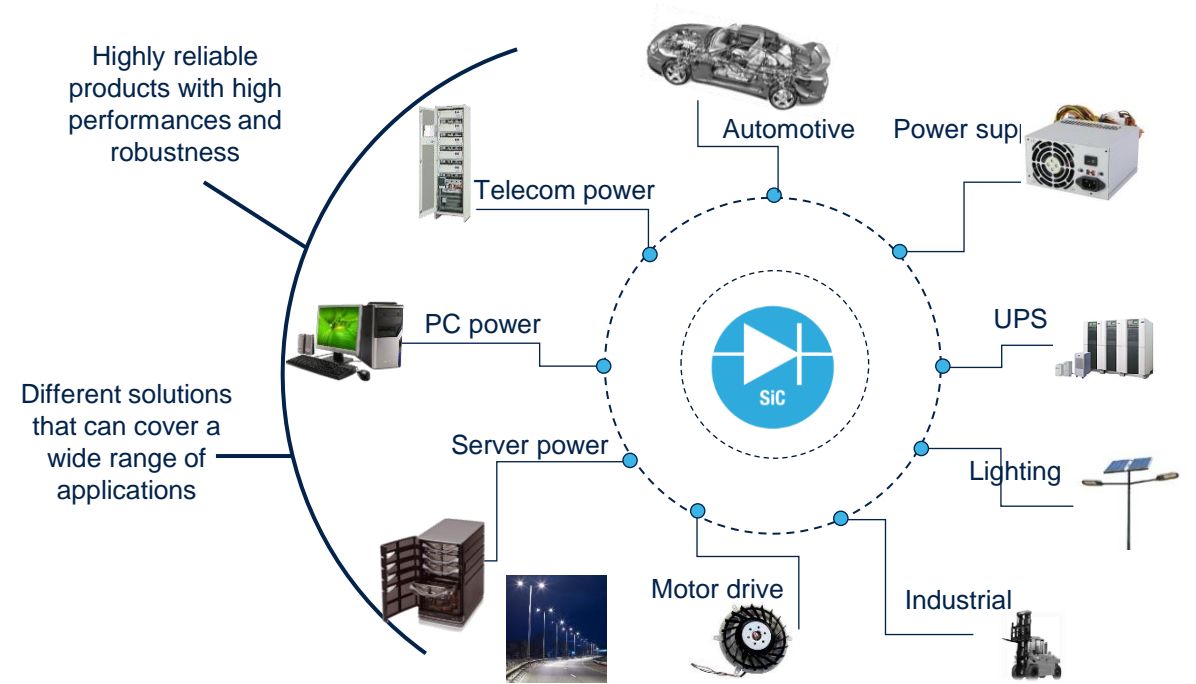 Highly reliable
products with high
performances and
robustness
Different solutions
that can cover a
wide range of
applications
Automotive
Power supp
Telecom power
PC power
UPS
Server power
Lighting
Motor drive
Industrial
SiC